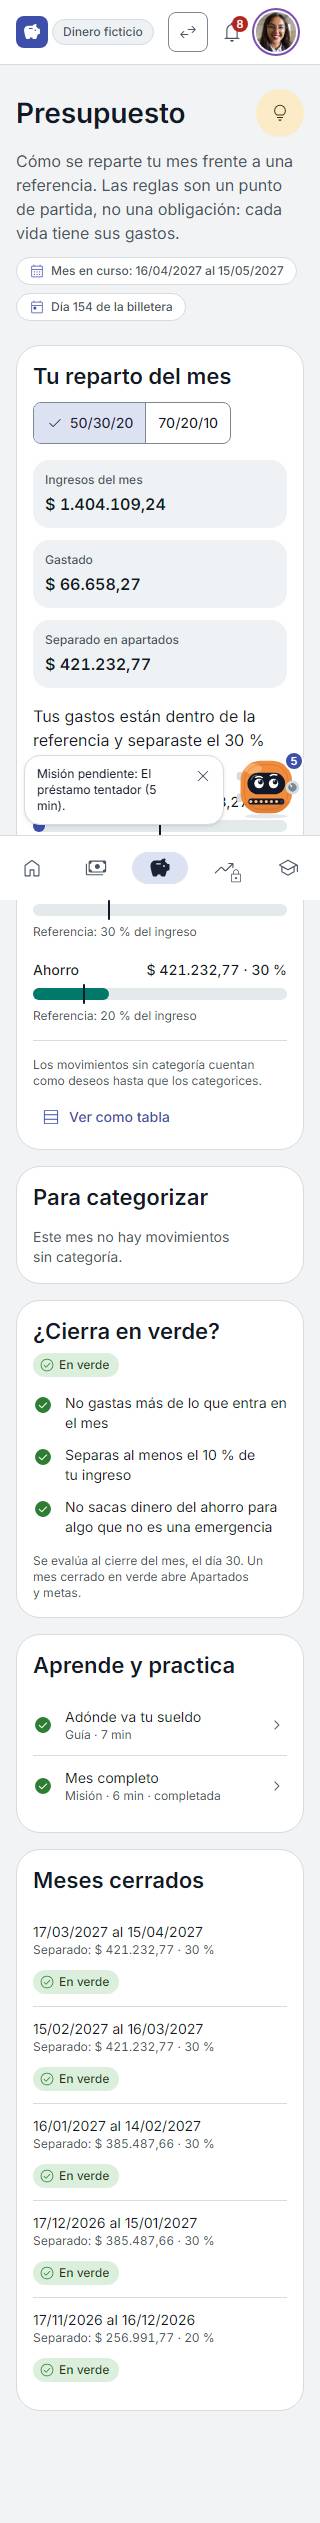 Dinero ficticio
8
Presupuesto
Cómo se reparte tu mes frente a una
referencia. Las reglas son un punto
de partida, no una obligación: cada
vida tiene sus gastos.
Mes en curso: 16/04/2027 al 15/05/2027
Día 154 de la billetera
Tu reparto del mes
50/30/20
70/20/10
Ingresos del mes
$ 1.404.109,24
Gastado
$ 66.658,27
Separado en apartados
$ 421.232,77
Tus gastos están dentro de la
referencia y separaste el 30 %
Misión pendiente: El
préstamo tentador (5
min).
5
Referencia: 30 % del ingreso
Ahorro
$ 421.232,77 · 30 %
Referencia: 20 % del ingreso
Los movimientos sin categoría cuentan
como deseos hasta que los categorices.
Ver como tabla
Para categorizar
Este mes no hay movimientos
sin categoría.
¿Cierra en verde?
En verde
No gastas más de lo que entra en
el mes
Separas al menos el 10 % de
tu ingreso
No sacas dinero del ahorro para
algo que no es una emergencia
Se evalúa al cierre del mes, el día 30. Un
mes cerrado en verde abre Apartados
y metas.
Aprende y practica
Adónde va tu sueldo
Guía · 7 min
Mes completo
Misión · 6 min · completada
Meses cerrados
17/03/2027 al 15/04/2027
Separado: $ 421.232,77 · 30 %
En verde
15/02/2027 al 16/03/2027
Separado: $ 421.232,77 · 30 %
En verde
16/01/2027 al 14/02/2027
Separado: $ 385.487,66 · 30 %
En verde
17/12/2026 al 15/01/2027
Separado: $ 385.487,66 · 30 %
En verde
17/11/2026 al 16/12/2026
Separado: $ 256.991,77 · 20 %
En verde